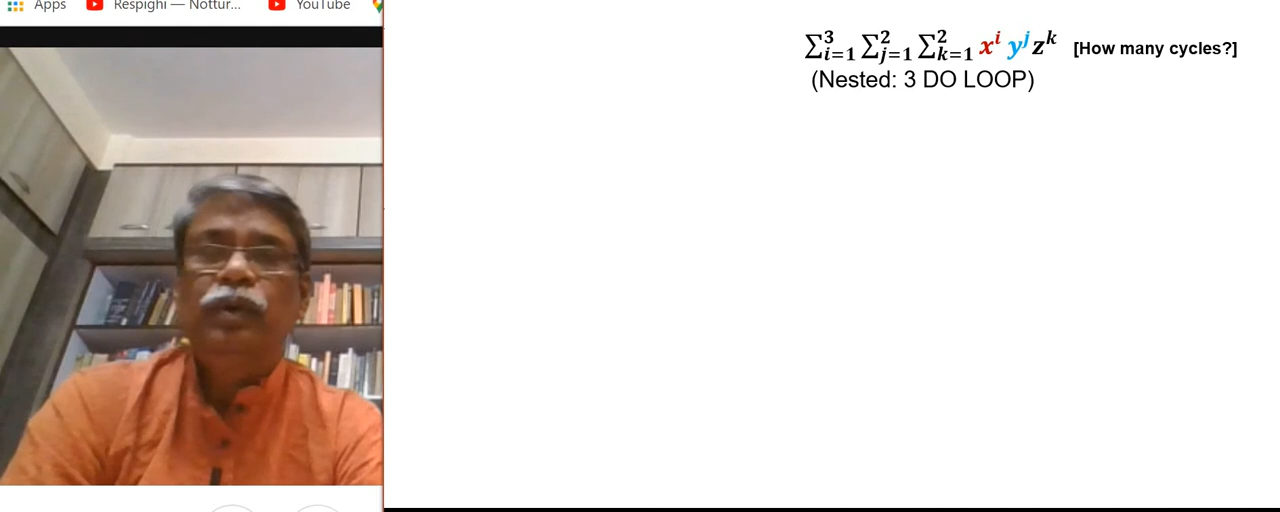 Apps Respighi — Nottur... YouTube
∑³ᵢ₌₁ ∑²ⱼ₌₁ ∑²ₖ₌₁ xⁱ yʲ zᵏ [How many cycles?]
(Nested: 3 DO LOOP)